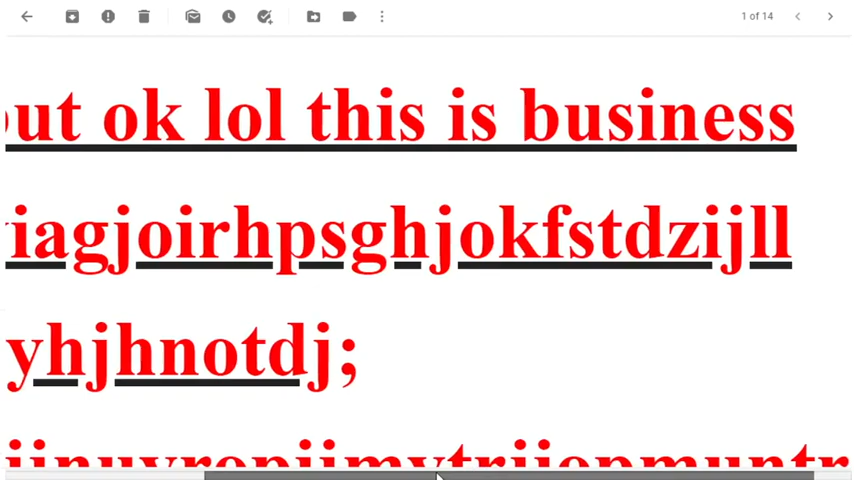 1 of 14
ok lol this is business
iagjoirhpsghjokfstdzijll
yhjhnotdj;